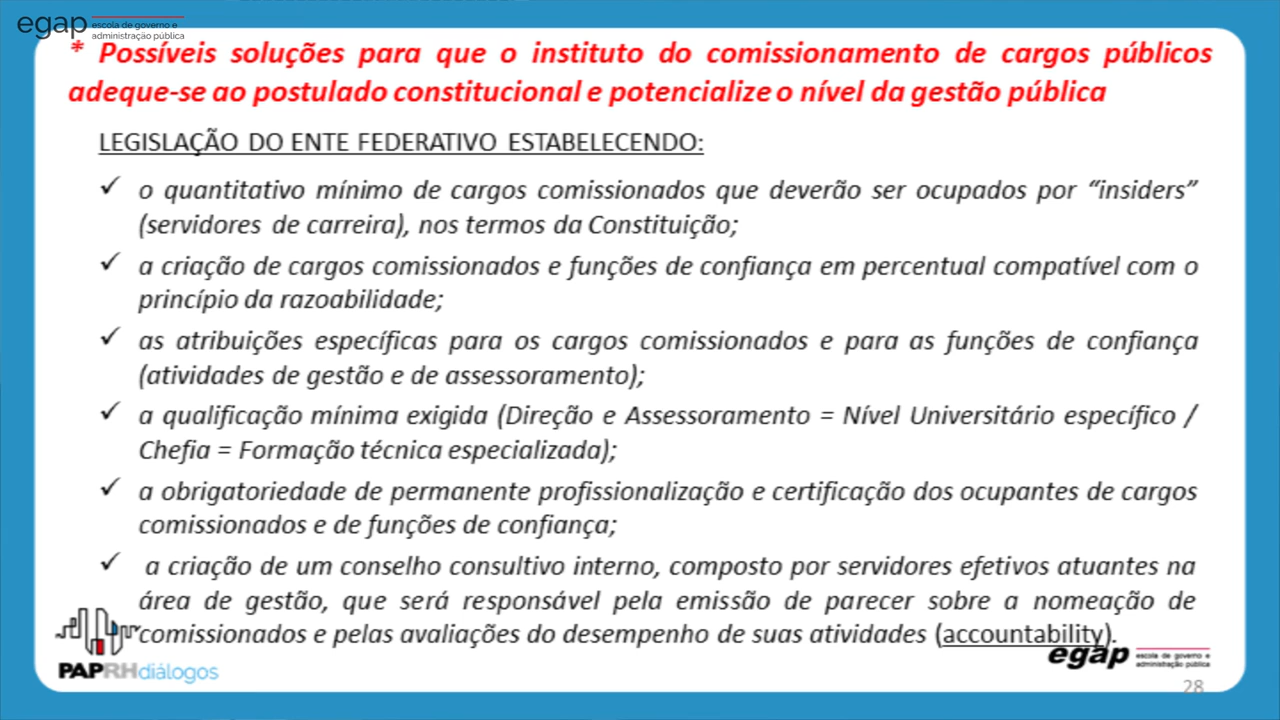 egap escola de governo e
administração pública
* Possíveis soluções para que o instituto do comissionamento de cargos públicos
adeque-se ao postulado constitucional e potencialize o nível da gestão pública
LEGISLAÇÃO DO ENTE FEDERATIVO ESTABELECENDO:
✓ o quantitativo mínimo de cargos comissionados que deverão ser ocupados por “insiders”
(servidores de carreira), nos termos da Constituição;
✓ a criação de cargos comissionados e funções de confiança em percentual compatível com o
princípio da razoabilidade;
✓ as atribuições específicas para os cargos comissionados e para as funções de confiança
(atividades de gestão e de assessoramento);
✓ a qualificação mínima exigida (Direção e Assessoramento = Nível Universitário específico /
Chefia = Formação técnica especializada);
✓ a obrigatoriedade de permanente profissionalização e certificação dos ocupantes de cargos
comissionados e de funções de confiança;
✓ a criação de um conselho consultivo interno, composto por servidores efetivos atuantes na
área de gestão, que será responsável pela emissão de parecer sobre a nomeação de
comissionados e pelas avaliações do desempenho de suas atividades (accountability).
PAPRHdiálogos
egap escola de governo e
administração pública
28